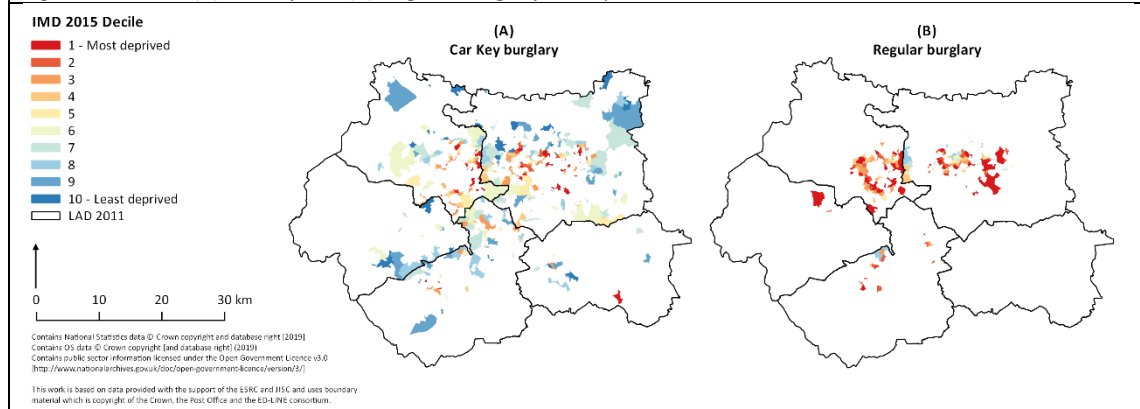 IMD 2015 Decile
1 - Most deprived
2
3
4
5
6
7
8
9
10 - Least deprived
LAD 2011
0 10 20 30 km
Contains National Statistics data © Crown copyright and database right [2019]
Contains OS data © Crown copyright [and database right] (2019)
Contains public sector information licensed under the Open Government Licence v3.0
[http://www.nationalarchives.gov.uk/doc/open-government-licence/version/3/]
This work is based on data provided with the support of the ESRC and JISC and uses boundary
material which is copyright of the Crown, the Post Office and the ED-LINE consortium.
(A)
Car Key burglary
(B)
Regular burglary